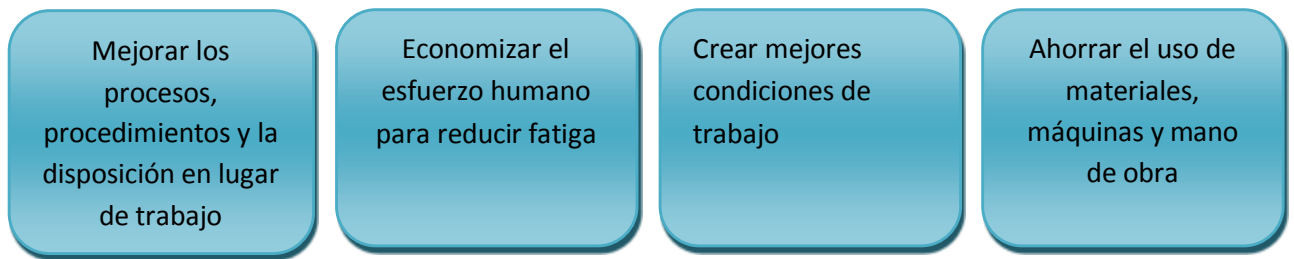 Mejorar los
procesos,
procedimientos y la
disposición en lugar
de trabajo
Economizar el
esfuerzo humano
para reducir fatiga
Crear mejores
condiciones de
trabajo
Ahorrar el uso de
materiales,
máquinas y mano
de obra